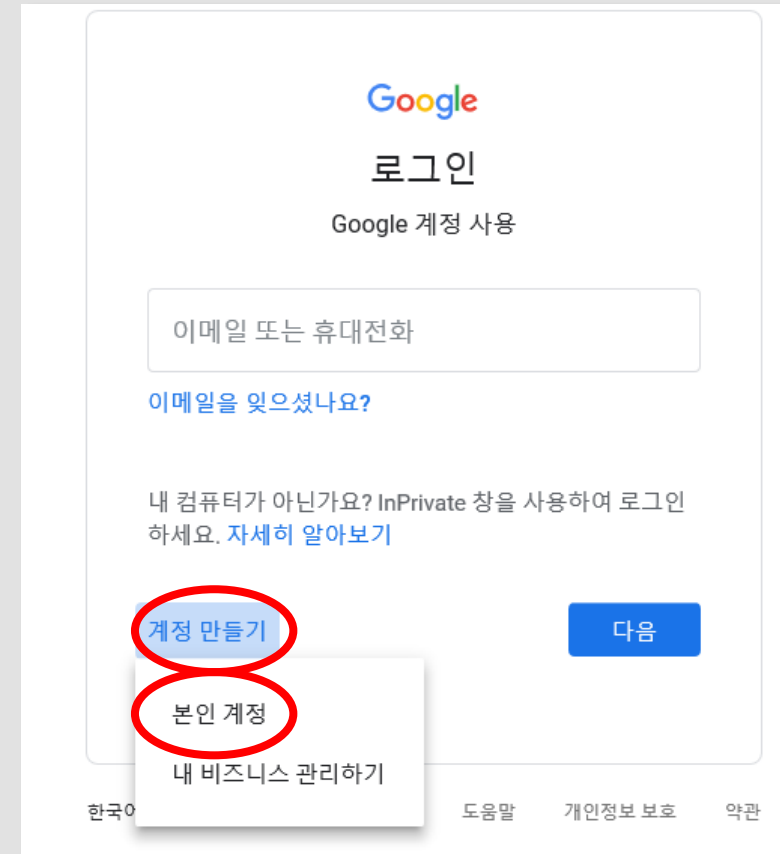 Google
로그인
Google 계정 사용
이메일 또는 휴대전화
이메일을 잊으셨나요?
내 컴퓨터가 아닌가요? InPrivate 창을 사용하여 로그인
하세요. 자세히 알아보기
계정 만들기
다음
본인 계정
내 비즈니스 관리하기
한국어 도움말 개인정보 보호 약관